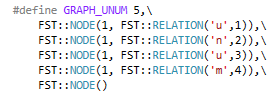 #define GRAPH_UNUM 5,\
FST::NODE(1, FST::RELATION('u',1)),\
FST::NODE(1, FST::RELATION('n',2)),\
FST::NODE(1, FST::RELATION('u',3)),\
FST::NODE(1, FST::RELATION('m',4)),\
FST::NODE()